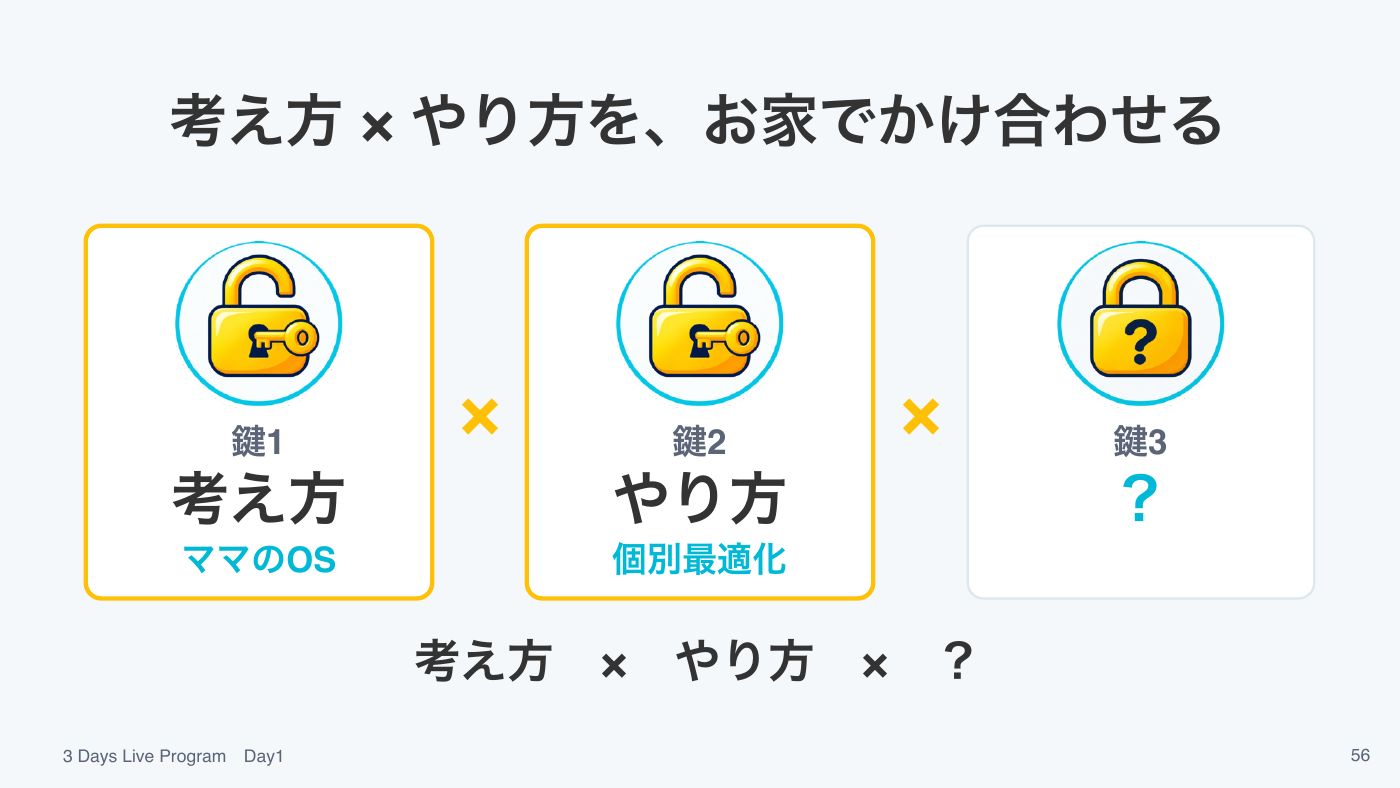 考え方 × やり方を、お家でかけ合わせる
?
鍵1
考え方
ママのOS
×
鍵2
やり方
個別最適化
×
鍵3
？
考え方　×　やり方　×　？
3 Days Live Program　Day1
56